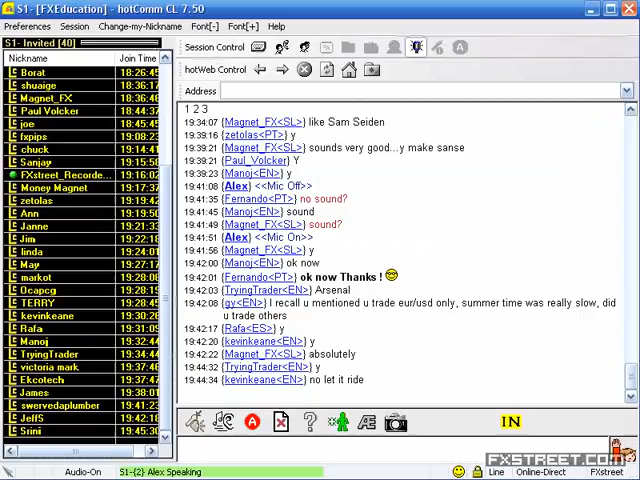 S1- [FXEducation] - hotComm CL 7.50
Preferences Session Change-my-Nickname Font[-] Font[+] Help
S1- Invited [40]
Nickname Join Time
Borat 18:26:45
shuaige 18:36:17
Magnet_FX 18:36:46
Paul Volcker 18:44:37
joe 18:45:46
fxpips 19:08:23
chuck 19:14:41
Sanjay 19:15:58
FXstreet_Recorde... 19:16:02
Money Magnet 19:17:37
zetolas 19:19:42
Ann 19:19:50
Janne 19:21:33
Jim 19:22:18
linda 19:24:01
May 19:27:12
markot 19:28:08
Ocapcg 19:28:10
TERRY 19:28:51
kevinkeane 19:30:26
Rafa 19:31:09
Manoj 19:32:44
TryingTrader 19:36:54
victoria mark 19:37:46
Ekcotech 19:37:47
James 19:38:01
swervedaplumber 19:41:23
JeffS 19:42:18
Srini 19:45:30
Session Control
hotWeb Control
Address
1 2 3
19:34:07 {Magnet_FX<SL>} like Sam Seiden
19:39:16 {zetolas<PT>} y
19:39:21 {Magnet_FX<SL>} sounds very good...y make sanse
19:39:21 {Paul_Volcker} Y
19:39:23 {Manoj<EN>} y
19:41:08 {Alex} <<Mic Off>>
19:41:35 {Fernando<PT>} no sound?
19:41:45 {Manoj<EN>} sound
19:41:49 {Magnet_FX<SL>} sound?
19:41:51 {Alex} <<Mic On>>
19:41:56 {Magnet_FX<SL>} y
19:42:00 {Manoj<EN>} ok now
19:42:01 {Fernando<PT>} ok now Thanks !
19:42:03 {TryingTrader<EN>} Arsenal
19:42:08 {gy<EN>} I recall u mentioned u trade eur/usd only, summer time was really slow, did
u trade others
19:42:17 {Rafa<ES>} y
19:42:20 {kevinkeane<EN>} y
19:42:22 {Magnet_FX<SL>} absolutely
19:44:32 {TryingTrader<EN>} y
19:44:34 {kevinkeane<EN>} no let it ride
IN
FXSTREET.COM
Audio-On S1-{2} Alex Speaking Line Online-Direct FXstreet